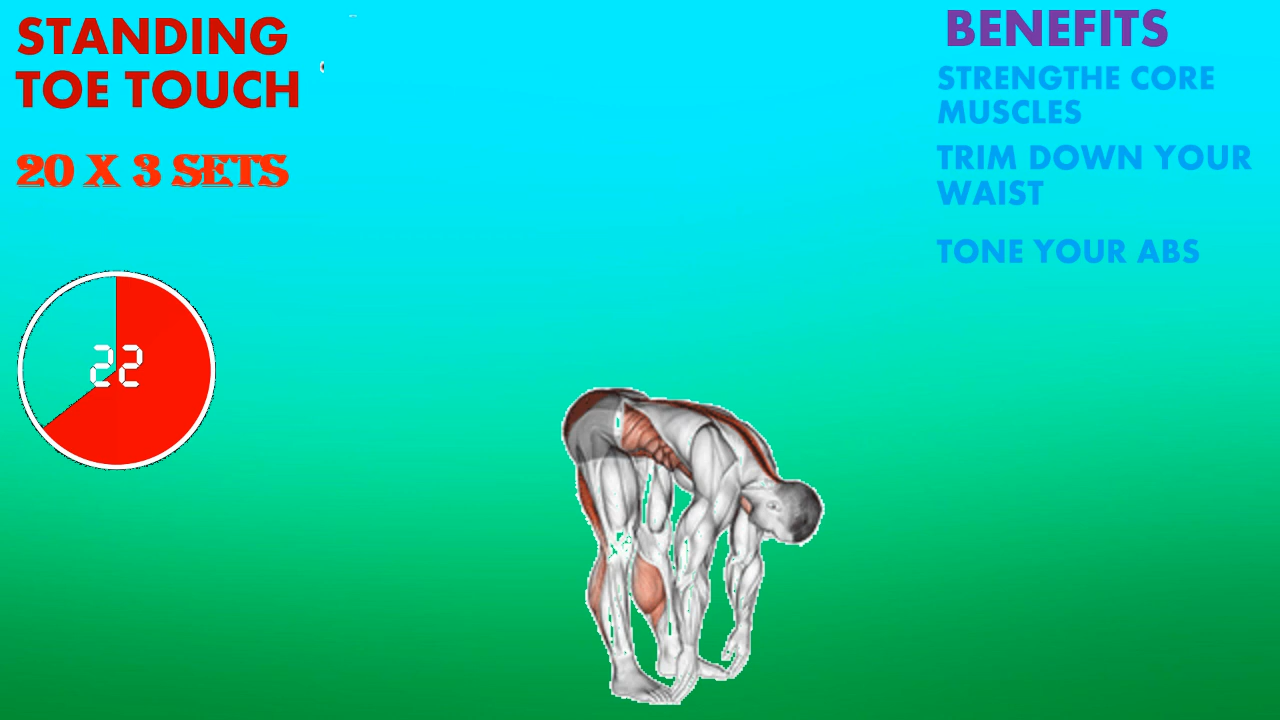 STANDING
TOE TOUCH
20 X 3 SETS
22
BENEFITS
STRENGTHE CORE
MUSCLES
TRIM DOWN YOUR
WAIST
TONE YOUR ABS